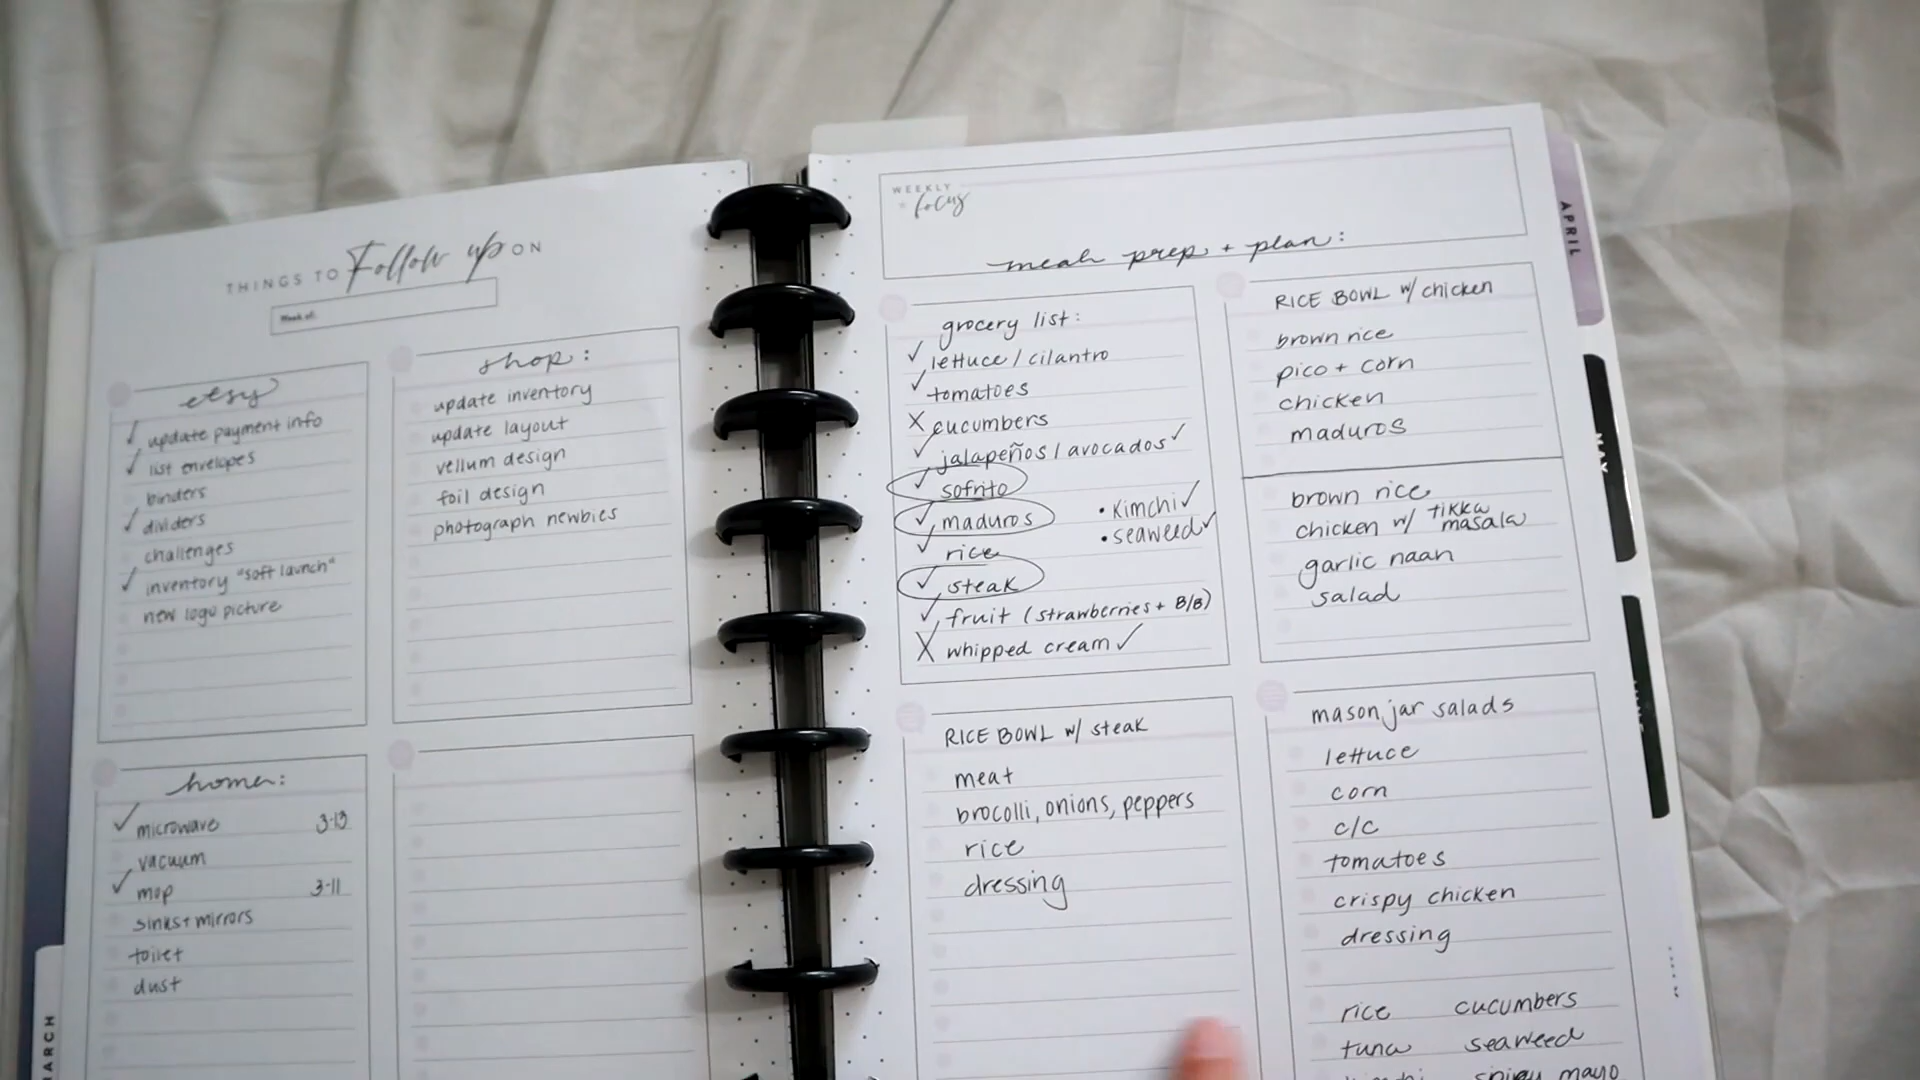 THINGS TO Follow up ON
Week of:
etsy
✓ update payment info
✓ list envelopes
binders
✓ dividers
challenges
✓ inventory "soft launch"
new logo picture
shop:
update inventory
update layout
vellum design
foil design
photograph newbies
home:
✓ microwave 3-13
vacuum
✓ mop 3-11
sinks + mirrors
toilet
dust
MARCH
WEEKLY
focus
meal prep + plan:
grocery list:
✓ lettuce / cilantro
✓ tomatoes
X cucumbers
✓ jalapeños / avocados ✓
✓ sofrito
✓ maduros
• Kimchi ✓
• seaweed ✓
✓ rice
✓ steak
✓ fruit (strawberries + B/B)
X whipped cream ✓
RICE BOWL w/ chicken
brown rice
pico + corn
chicken
maduros
brown rice
chicken w/ tikka
masala
garlic naan
salad
RICE BOWL w/ steak
meat
brocolli, onions, peppers
rice
dressing
mason jar salads
lettuce
corn
c/c
tomatoes
crispy chicken
dressing
rice cucumbers
tuna seaweed
spicy mayo
APRIL
MAY